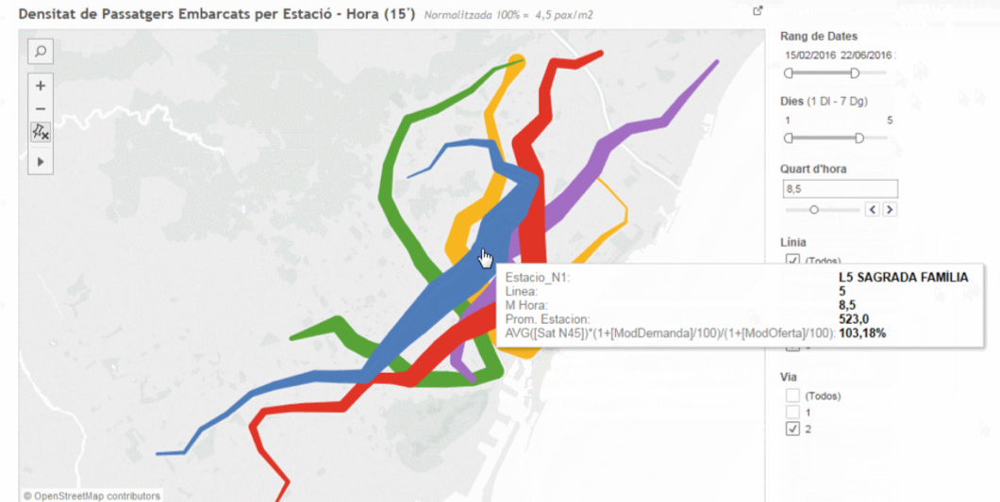 Densitat de Passatgers Embarcats per Estació - Hora (15') Normalitzada 100% = 4,5 pax/m2
Rang de Dates
15/02/2016 22/06/2016
Dies (1 Dl - 7 Dg)
1 5
Quart d'hora
8,5
Línia
(Todos)
Estacio_N1: L5 SAGRADA FAMÍLIA
Linea: 5
M Hora: 8,5
Prom. Estacion: 523,0
AVG([Sat N45])*(1+[ModDemanda]/100)/(1+[ModOferta]/100): 103,18%
Via
(Todos)
1
2
© OpenStreetMap contributors